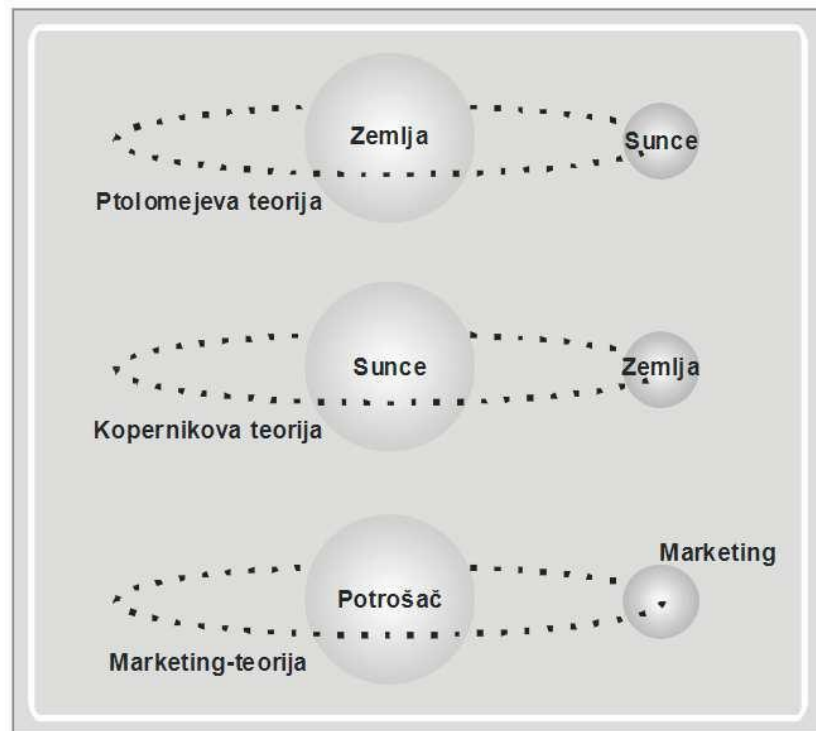 Zemlja
Sunce
Ptolomejeva teorija
Sunce
Zemlja
Kopernikova teorija
Marketing
Potrošač
Marketing-teorija